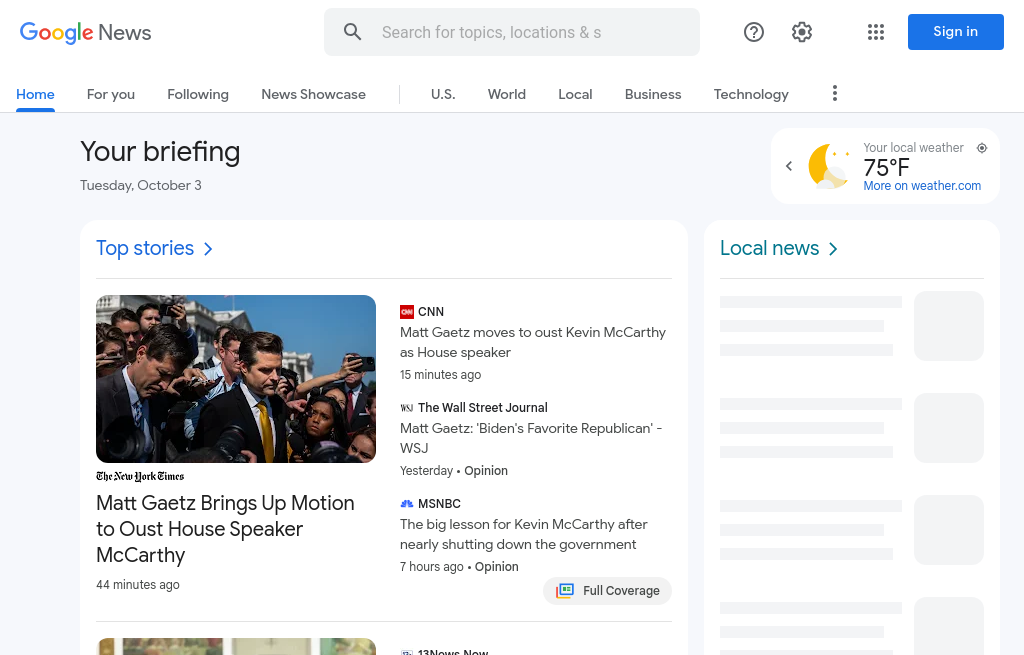 Google News
Search for topics, locations & s
Sign in
Home
For you
Following
News Showcase
U.S.
World
Local
Business
Technology
Your briefing
Tuesday, October 3
Your local weather
75°F
More on weather.com
Top stories
The New York Times
Matt Gaetz Brings Up Motion
to Oust House Speaker
McCarthy
44 minutes ago
CNN
CNN
Matt Gaetz moves to oust Kevin McCarthy
as House speaker
15 minutes ago
WSJ
The Wall Street Journal
Matt Gaetz: 'Biden's Favorite Republican' -
WSJ
Yesterday • Opinion
MSNBC
The big lesson for Kevin McCarthy after
nearly shutting down the government
7 hours ago • Opinion
Full Coverage
13News Now
Local news